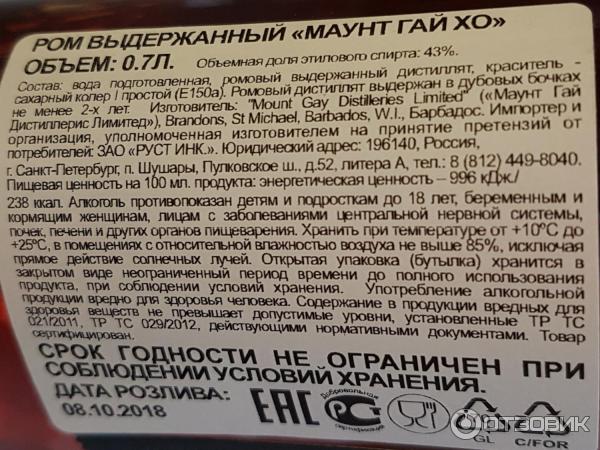 РОМ ВЫДЕРЖАННЫЙ «МАУНТ ГАЙ ХО»
ОБЪЕМ: 0.7Л. Объемная доля этилового спирта: 43%.
Состав: вода подготовленная, ромовый выдержанный дистиллят, краситель -
сахарный колер I простой (Е150а). Ромовый дистиллят выдержан в дубовых бочках
не менее 2-х лет. Изготовитель: "Mount Gay Distilleries Limited" («Маунт Гай
Дистиллерис Лимитед»), Brandons, St Michael, Barbados, W.I., Барбадос. Импортер и
организация, уполномоченная изготовителем на принятие претензий от
потребителей: ЗАО «РУСТ ИНК.». Юридический адрес: 196140, Россия,
г. Санкт-Петербург, п. Шушары, Пулковское ш., д.52, литера А, тел.: 8 (812) 449-8040.
Пищевая ценность на 100 мл. продукта: энергетическая ценность – 996 кДж./
238 ккал. Алкоголь противопоказан детям и подросткам до 18 лет, беременным и
кормящим женщинам, лицам с заболеваниями центральной нервной системы,
почек, печени и других органов пищеварения. Хранить при температуре от +10ºС до
+25ºС, в помещениях с относительной влажностью воздуха не выше 85%, исключая
прямое действие солнечных лучей. Открытая упаковка (бутылка) хранится в
закрытом виде неограниченный период времени до полного использования
продукта, при соблюдении условий хранения. Употребление алкогольной
продукции вредно для здоровья человека. Содержание в продукции вредных для
здоровья веществ не превышает допустимые уровни, установленные ТР ТС
021/2011, ТР ТС 029/2012, действующими нормативными документами. Товар
сертифицирован.
СРОК ГОДНОСТИ НЕ ОГРАНИЧЕН ПРИ
СОБЛЮДЕНИИ УСЛОВИЙ ХРАНЕНИЯ.
ДАТА РОЗЛИВА:
08.10.2018
ЕАС
Добровольная
сертификация
GL
C/FOR
ОТЗОВИК